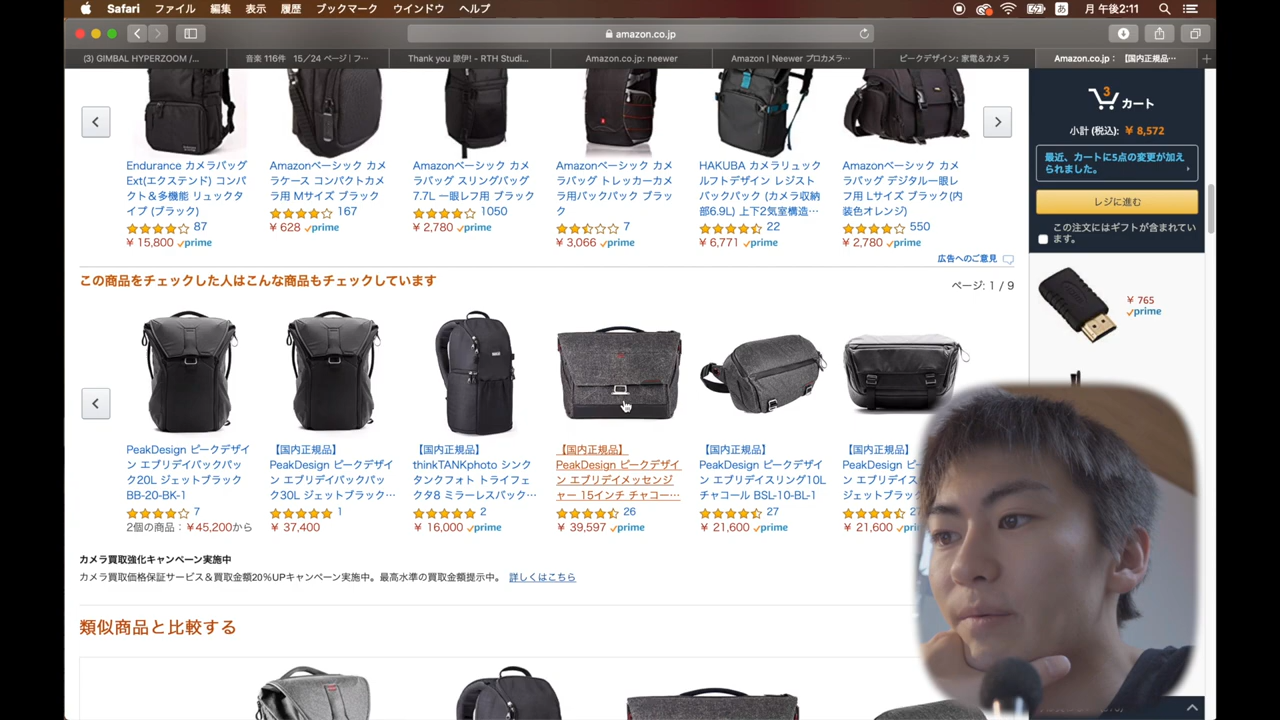 Safari ファイル 編集 表示 履歴 ブックマーク ウインドウ ヘルプ
あ 月 午後2:11
amazon.co.jp
(3) GIMBAL HYPERZOOM /... 音楽 116件 15／24 ページ | フ… Thank you 諒伊! - RTH Studi... Amazon.co.jp: neewer Amazon | Neewer プロカメラ… ピークデザイン: 家電＆カメラ Amazon.co.jp： 【国内正規品…
Endurance カメラバッグ
Ext(エクステンド) コンパ
クト＆多機能 リュックタ
イプ (ブラック)
87
¥ 15,800 prime
Amazonベーシック カメ
ラケース コンパクトカメ
ラ用 Mサイズ ブラック
167
¥ 628 prime
Amazonベーシック カメ
ラバッグ スリングバッグ
7.7L 一眼レフ用 ブラック
1050
¥ 2,780 prime
Amazonベーシック カメ
ラバッグ トレッカーカメ
ラ用バックパック ブラッ
ク
7
¥ 3,066 prime
HAKUBA カメラリュック
ルフトデザイン レジスト
バックパック (カメラ収納
部6.9L) 上下2気室構造…
22
¥ 6,771 prime
Amazonベーシック カメ
ラバッグ デジタル一眼レ
フ用 Lサイズ ブラック(内
装色オレンジ)
550
¥ 2,780 prime
広告へのご意見
この商品をチェックした人はこんな商品もチェックしています
ページ: 1 / 9
PeakDesign ピークデザイ
ン エブリデイバックパッ
ク20L ジェットブラック
BB-20-BK-1
7
2個の商品：¥45,200から
【国内正規品】
PeakDesign ピークデザイ
ン エブリデイバックパッ
ク30L ジェットブラック…
1
¥ 37,400
【国内正規品】
thinkTANKphoto シンク
タンクフォト トライフェ
クタ8 ミラーレスバック…
2
¥ 16,000 prime
【国内正規品】
PeakDesign ピークデザイ
ン エブリデイメッセンジ
ャー 15インチ チャコー…
26
¥ 39,597 prime
【国内正規品】
PeakDesign ピークデザイ
ン エブリデイスリング10L
チャコール BSL-10-BL-1
27
¥ 21,600 prime
【国内正規品】
PeakDe
ン エブリ
ジェット
¥ 21,600
カメラ買取強化キャンペーン実施中
カメラ買取価格保証サービス＆買取金額20%UPキャンペーン実施中。最高水準の買取金額提示中。 詳しくはこちら
類似商品と比較する
3
カート
小計 (税込): ¥ 8,572
最近、カートに5点の変更が加え
られました。
レジに進む
この注文にはギフトが含まれてい
ます。
¥ 765
prime